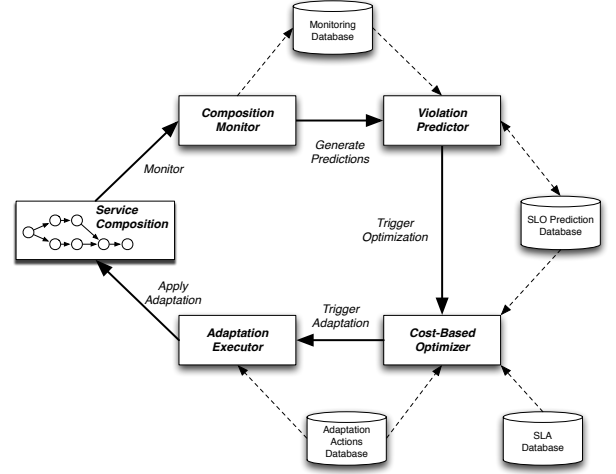 Monitoring
Database
Composition
Monitor
Violation
Predictor
Generate
Predictions
Monitor
Service
Composition
Trigger
Optimization
SLO Prediction
Database
Apply
Adaptation
Trigger
Adaptation
Adaptation
Executor
Cost-Based
Optimizer
Adaptation
Actions
Database
SLA
Database